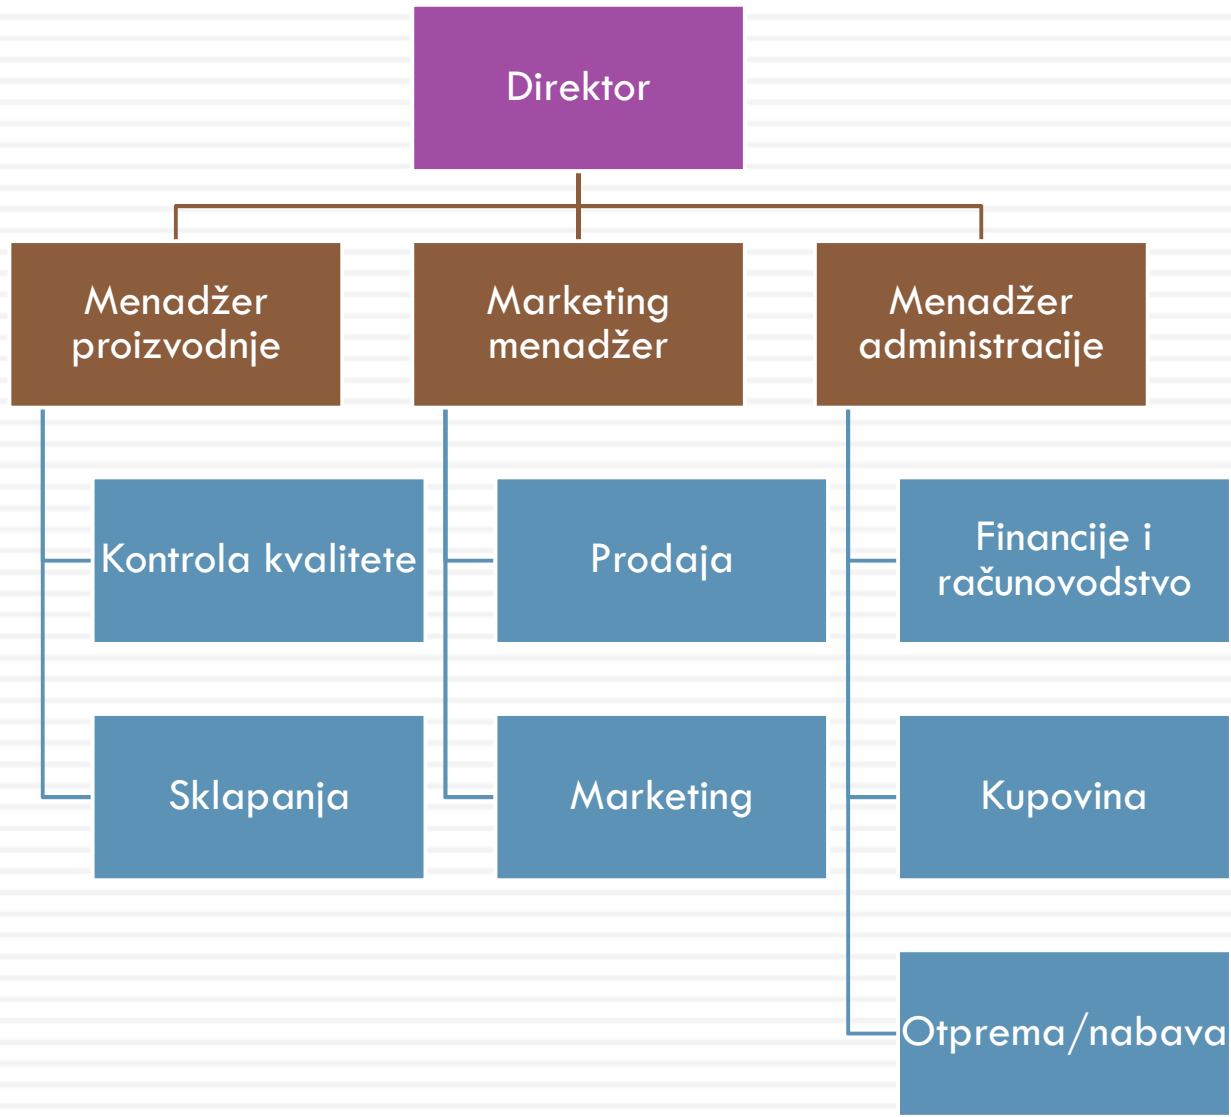 Direktor
Menadžer
proizvodnje
Marketing
menadžer
Menadžer
administracije
Kontrola kvalitete
Prodaja
Financije i
računovodstvo
Sklapanja
Marketing
Kupovina
Otprema/nabava